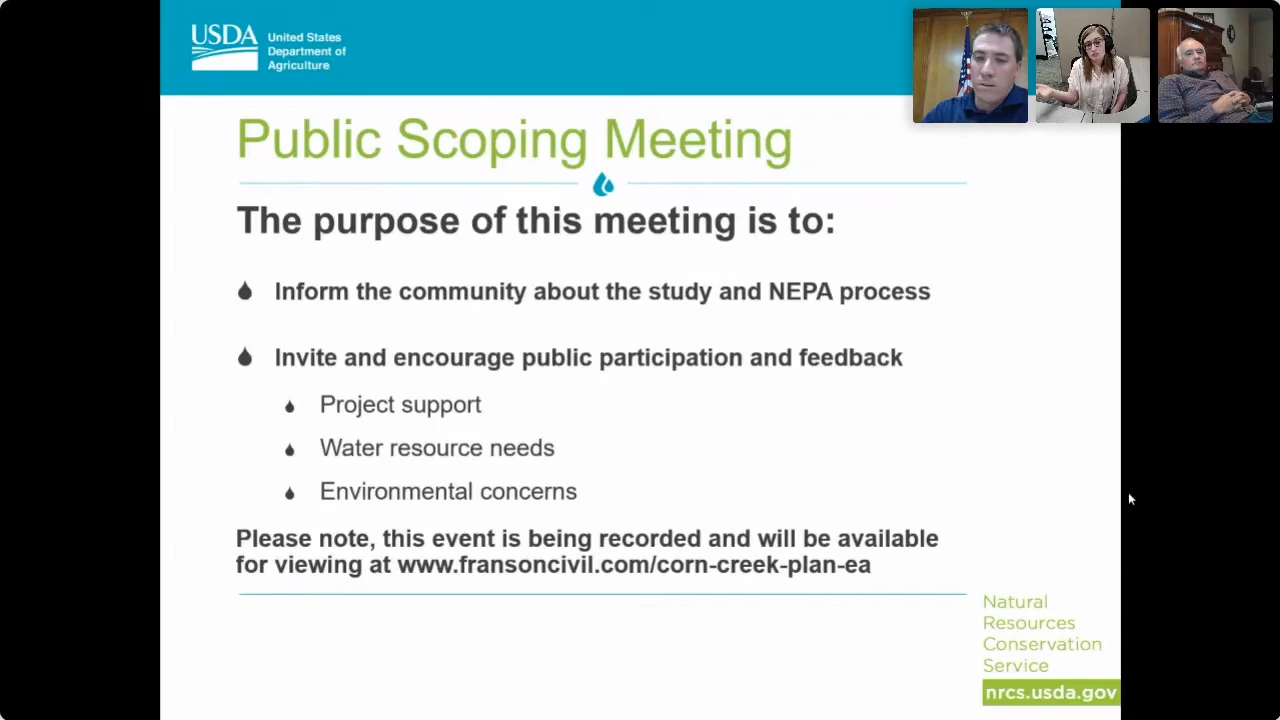 USDA
United States
Department of
Agriculture
Public Scoping Meeting
The purpose of this meeting is to:
Inform the community about the study and NEPA process
Invite and encourage public participation and feedback
Project support
Water resource needs
Environmental concerns
Please note, this event is being recorded and will be available
for viewing at www.fransoncivil.com/corn-creek-plan-ea
Natural
Resources
Conservation
Service
nrcs.usda.gov